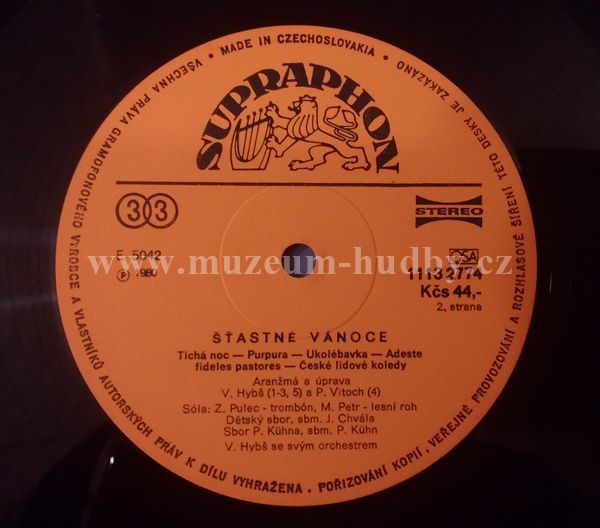 VŠECHNA PRÁVA GRAMOFONOVÉHO VÝROBCE A VLASTNÍKŮ AUTORSKÝCH PRÁV K DÍLU VYHRAŽENA • POŘIZOVÁNÍ KOPIÍ, VEŘEJNÉ PROVOZOVÁNÍ A ROZHLASOVÉ ŠÍŘENÍ TÉTO DESKY JE ZAKÁZÁNO
• MADE IN CZECHOSLOVAKIA •
SUPRAPHON
33
STEREO
E 5042
OSA
℗ 1980
1113 2774
www.muzeum-hudby.cz
Kčs 44,-
2. strana
ŠŤASTNÉ VÁNOCE
Tichá noc — Purpura — Ukolébavka — Adeste
fideles pastores — České lidové koledy
Aranžmá a úprava
V. Hybš (1-3, 5) a P. Vitoch (4)
Sóla: Z. Pulec - trombón, M. Petr - lesní roh
Dětský sbor, sbm. J. Chvála
Sbor P. Kühna, sbm. P. Kühn
V. Hybš se svým orchestrem